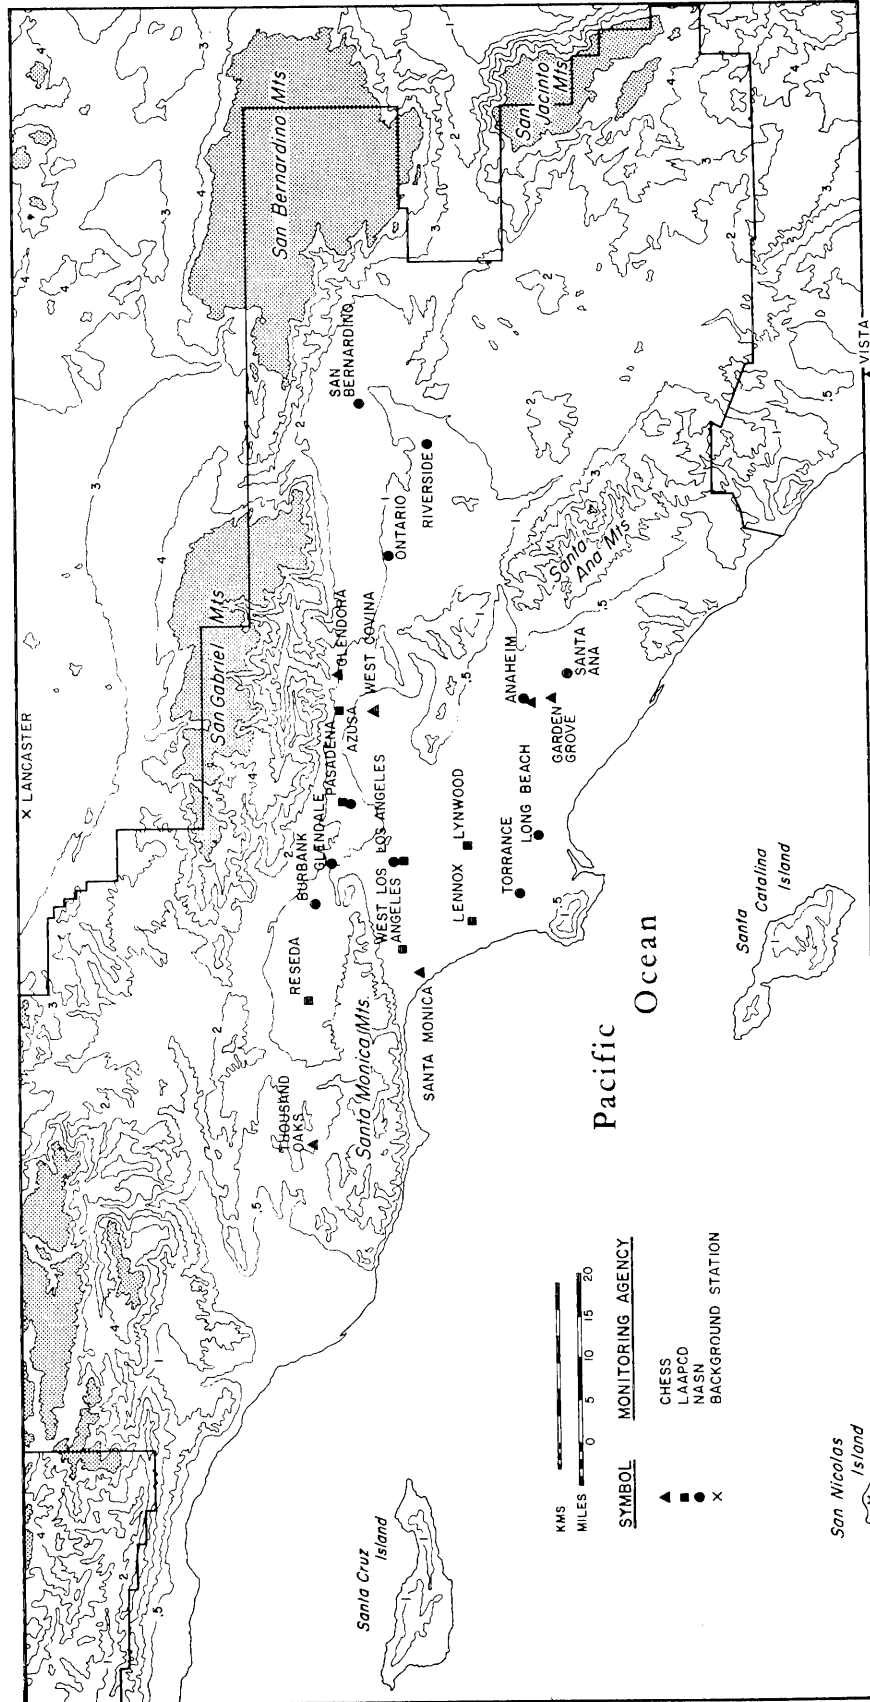 × LANCASTER
San Gabriel Mts
San Bernardino Mts
San
Jacinto
Mts
THOUSAND
OAKS
RESEDA
BURBANK
GLENDALE
PASADENA
AZUSA
GLENDORA
WEST COVINA
SAN
BERNARDINO
Santa Monica Mts.
WEST LOS
ANGELES
LOS ANGELES
ONTARIO
RIVERSIDE
SANTA MONICA
LENNOX
LYNWOOD
TORRANCE
LONG BEACH
ANAHEIM
GARDEN
GROVE
SANTA
ANA
Santa
Ana Mts
Santa Cruz
Island
Pacific
Ocean
Santa
Catalina
Island
San Nicolas
Island
VISTA
KMS
MILES 0 5 10 15 20
SYMBOL MONITORING AGENCY
▲ CHESS
■ LAAPCD
● NASN
× BACKGROUND STATION